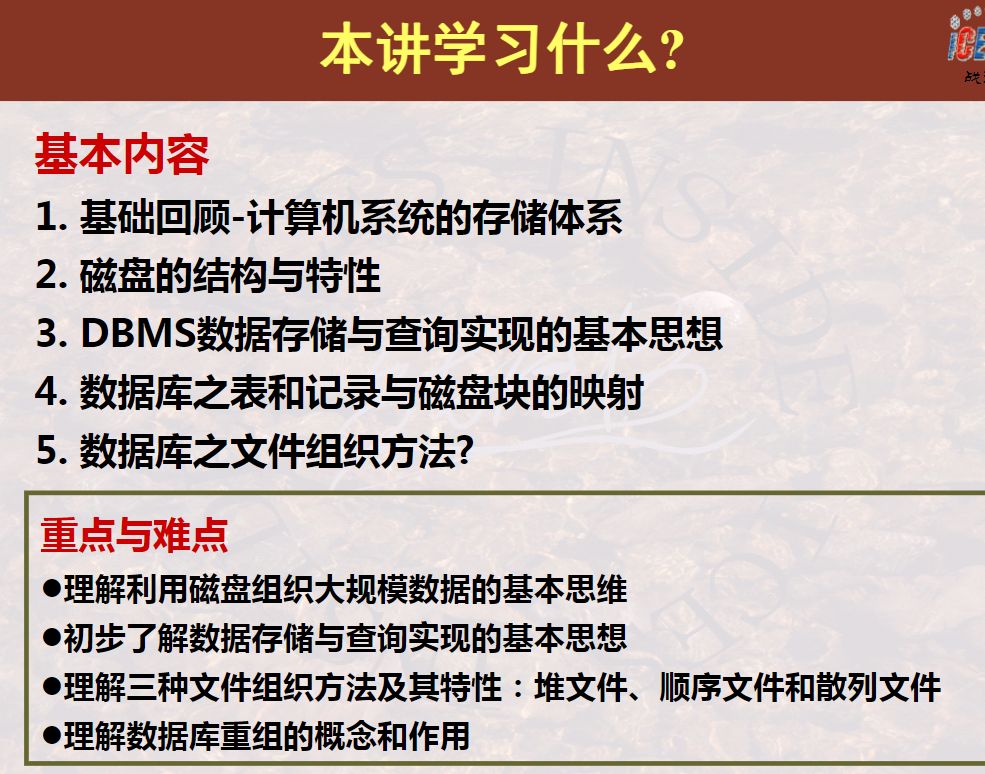 本讲学习什么?
战
基本内容
1. 基础回顾-计算机系统的存储体系
2. 磁盘的结构与特性
3. DBMS数据存储与查询实现的基本思想
4. 数据库之表和记录与磁盘块的映射
5. 数据库之文件组织方法?
重点与难点
●理解利用磁盘组织大规模数据的基本思维
●初步了解数据存储与查询实现的基本思想
●理解三种文件组织方法及其特性：堆文件、顺序文件和散列文件
●理解数据库重组的概念和作用